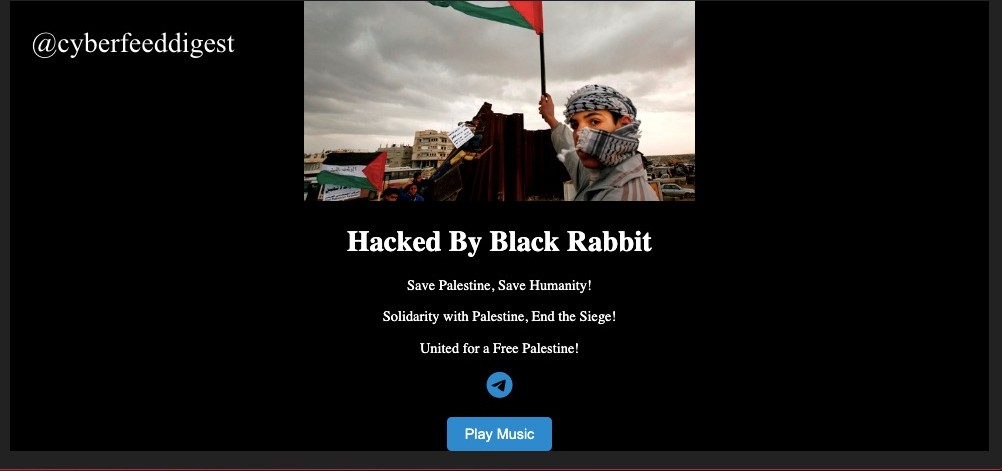 @cyberfeeddigest
Hacked By Black Rabbit
Save Palestine, Save Humanity!
Solidarity with Palestine, End the Siege!
United for a Free Palestine!
Play Music